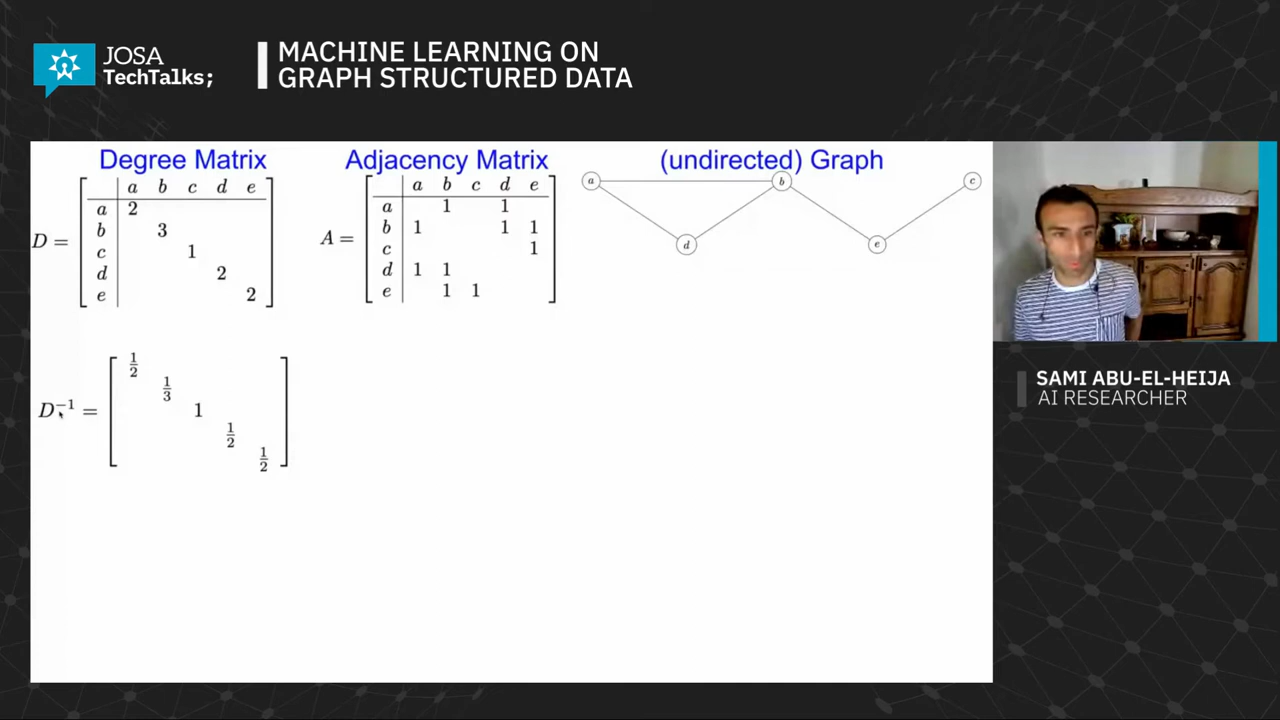 JOSA
TechTalks;
MACHINE LEARNING ON
GRAPH STRUCTURED DATA
Degree Matrix
a b c d e
a 2
b 3
D =
c 1
d 2
e 2
Adjacency Matrix
a b c d e
a 1 1
b 1 1 1
A =
c 1
d 1 1
e 1 1
(undirected) Graph
a b c
d e
1/2
1/3
D⁻¹ = 1
1/2
1/2
SAMI ABU-EL-HEIJA
AI RESEARCHER